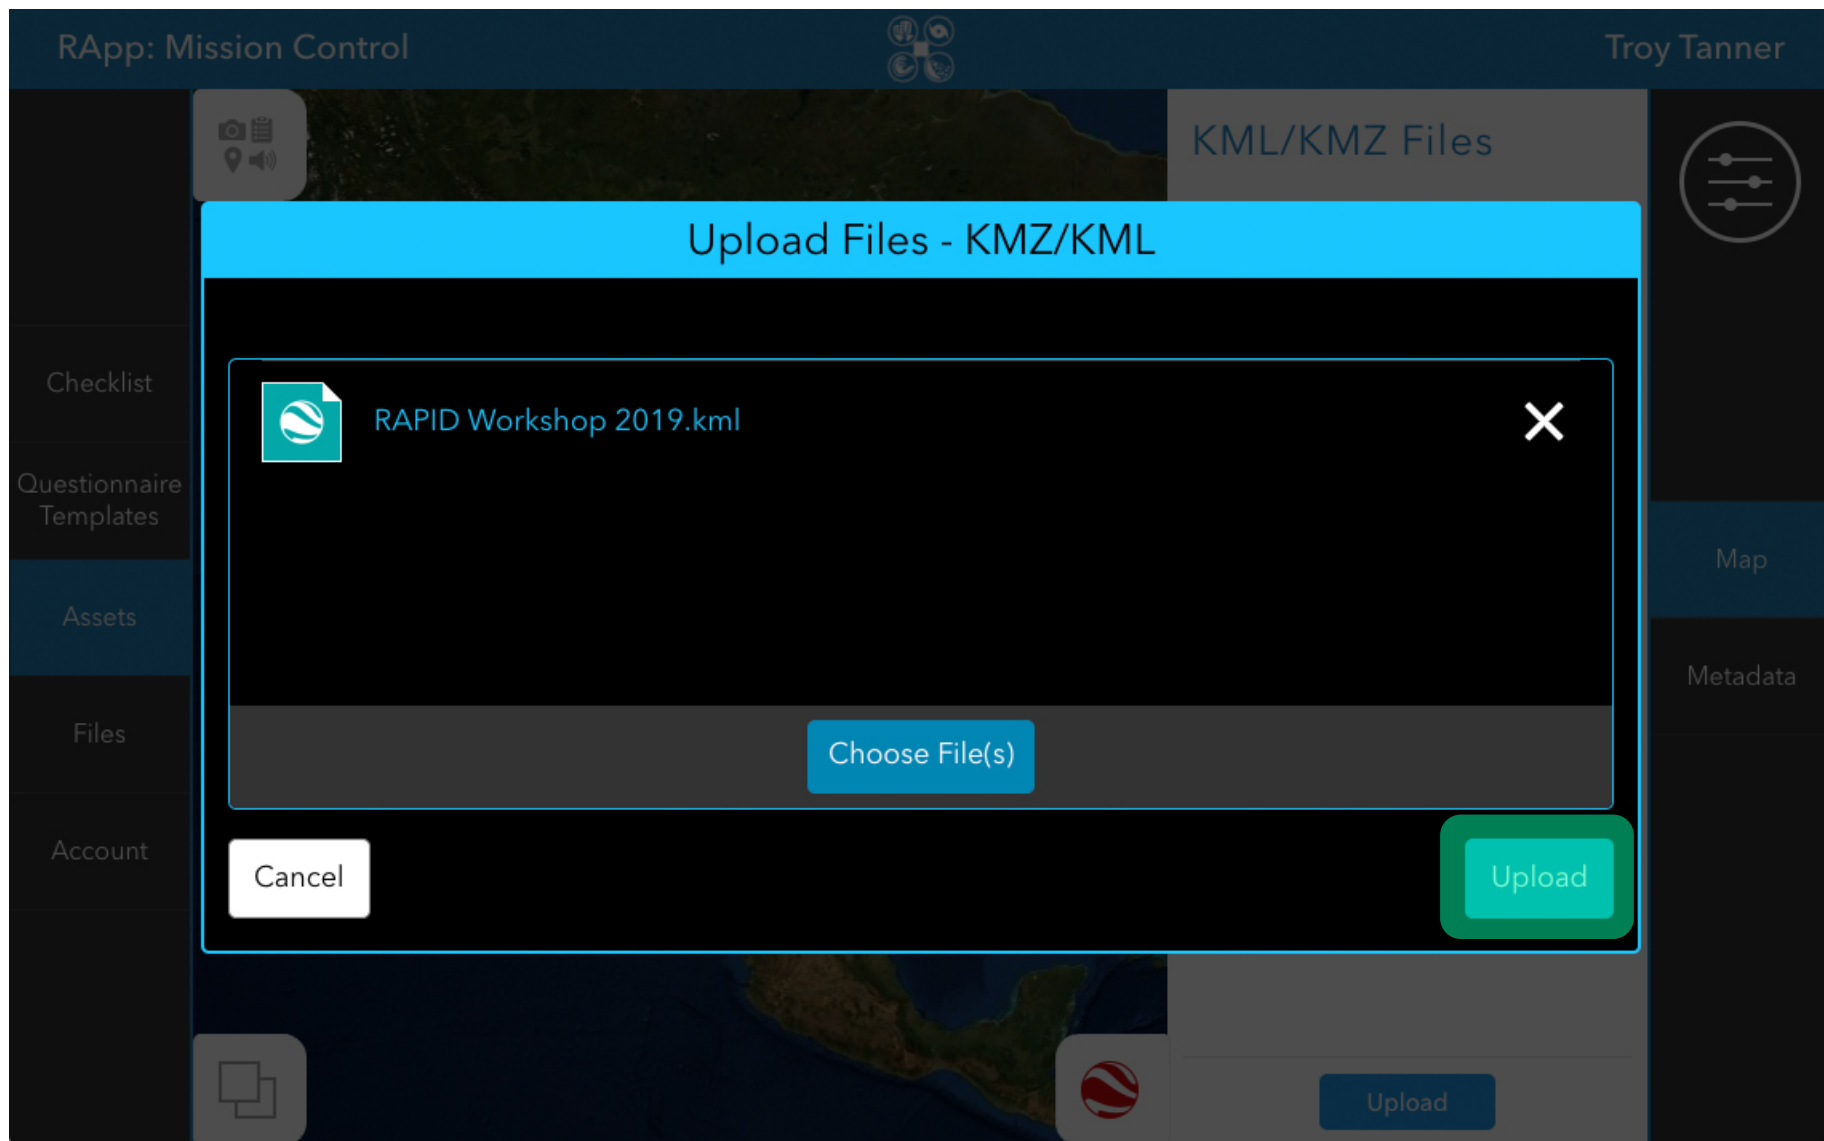 RApp: Mission Control
Troy Tanner
KML/KMZ Files
Upload Files - KMZ/KML
RAPID Workshop 2019.kml
Choose File(s)
Cancel
Upload
Checklist
Questionnaire
Templates
Assets
Files
Account
Map
Metadata
Upload